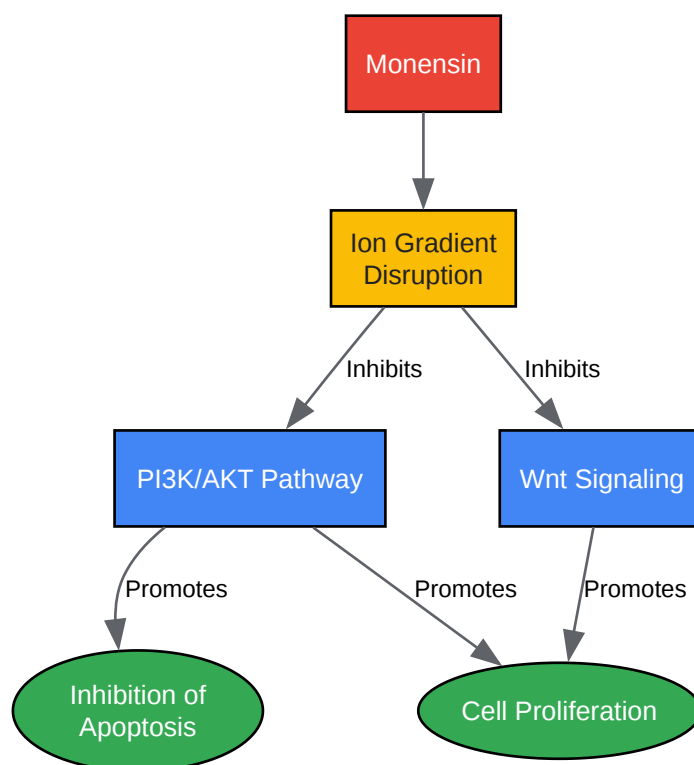 Monensin
Ion Gradient
Disruption
Inhibits
Inhibits
PI3K/AKT Pathway
Wnt Signaling
Promotes
Promotes
Promotes
Inhibition of
Apoptosis
Cell Proliferation